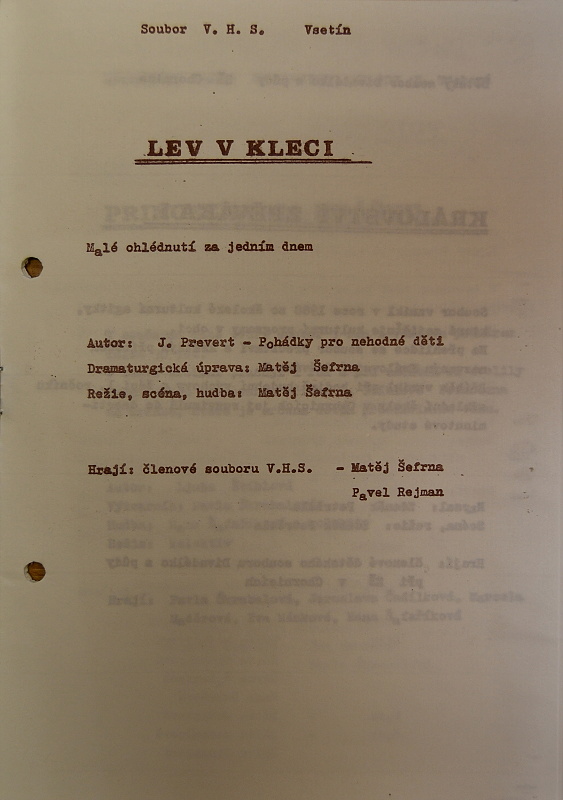 Soubor V. H. S. Vsetín
LEV V KLECI
Malé ohlédnutí za jedním dnem
Autor: J. Prevert - Pohádky pro nehodné děti
Dramaturgická úprava: Matěj Šefrna
Režie, scéna, hudba: Matěj Šefrna
Hrají: členové souboru V.H.S. - Matěj Šefrna
Pavel Rejman